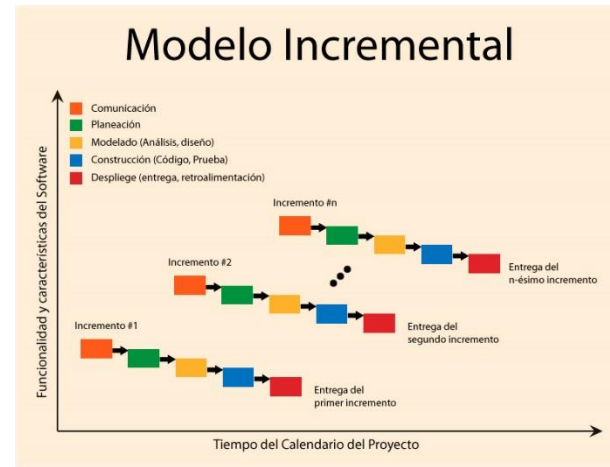 Modelo Incremental
Funcionalidad y características del Software
Comunicación
Planeación
Modelado (Análisis, diseño)
Construcción (Código, Prueba)
Despliege (entrega, retroalimentación)
Incremento #n
Entrega del
n-ésimo incremento
Incremento #2
Entrega del
segundo incremento
Incremento #1
Entrega del
primer incremento
Tiempo del Calendario del Proyecto